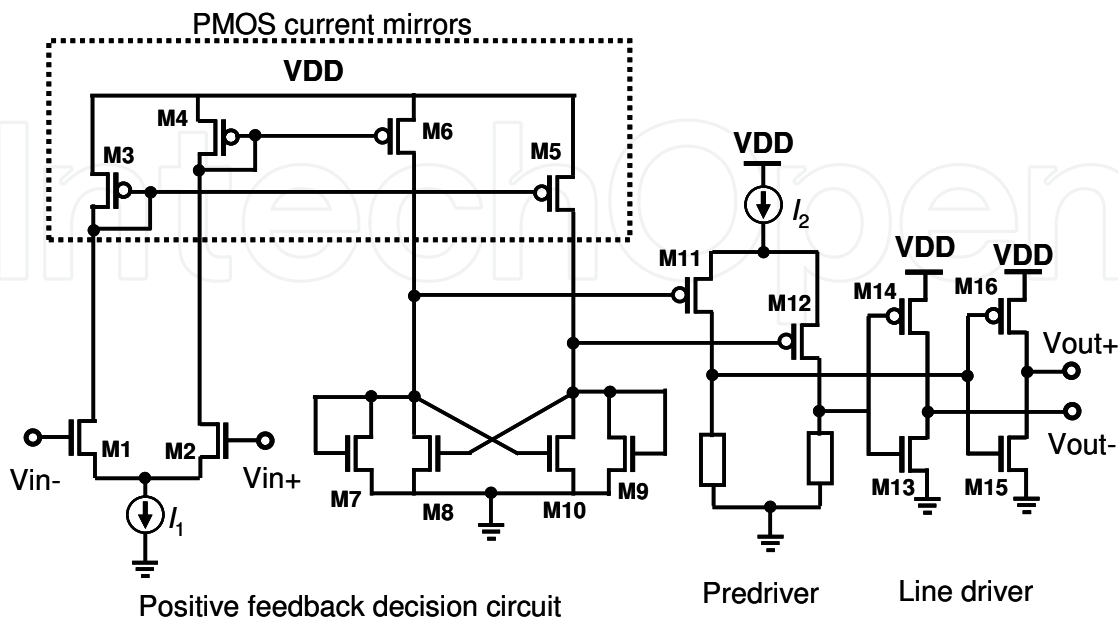 PMOS current mirrors
VDD
M4
M6
M3
M5
VDD
I2
M11
M12
VDD
VDD
M14
M16
Vout+
Vout-
M1
M2
Vin-
Vin+
I1
M7
M8
M10
M9
M13
M15
Positive feedback decision circuit
Predriver
Line driver
IntechOpen